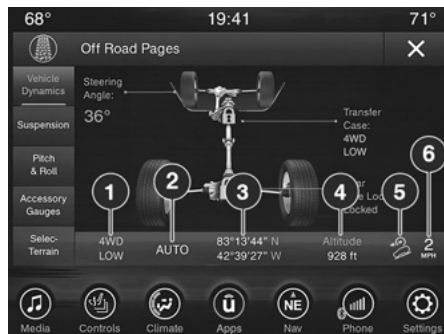 68° 19:41 71°
Off Road Pages
Vehicle
Dynamics
Suspension
Pitch
& Roll
Accessory
Gauges
Selec-
Terrain
Steering
Angle:
36°
Transfer
Case:
4WD
LOW
Locked
1 2 3 4 5 6
4WD
LOW
AUTO
83°13'44" N
42°39'27" W
Altitude
928 ft
2
MPH
Media Controls Climate Apps Nav Phone Settings
û NE